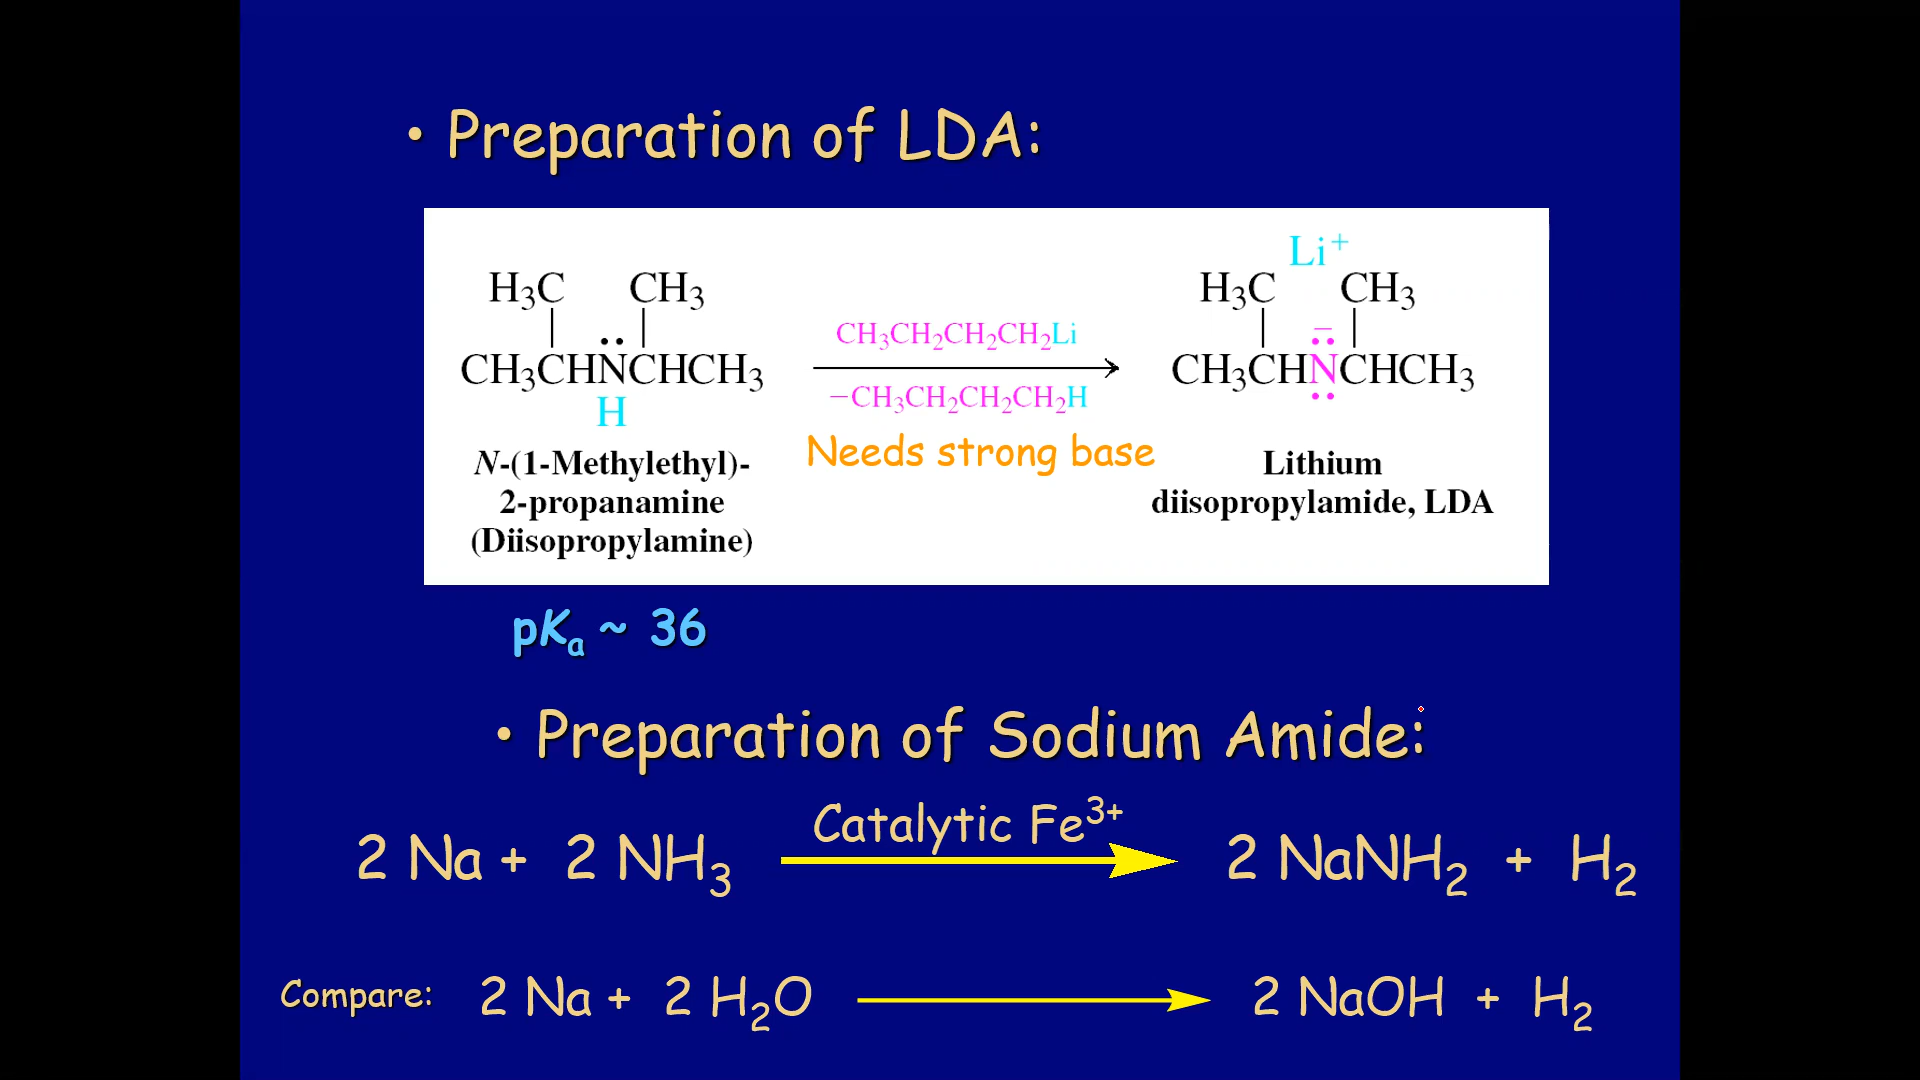 • Preparation of LDA:
Li⁺
H₃C CH₃ H₃C CH₃
CH₃CH₂CH₂CH₂Li
CH₃CHN̈CHCH₃ CH₃CHNCHCH₃
−CH₃CH₂CH₂CH₂H
H
Needs strong base
N-(1-Methylethyl)-
2-propanamine
(Diisopropylamine)
Lithium
diisopropylamide, LDA
pKₐ ~ 36
• Preparation of Sodium Amide:
Catalytic Fe³⁺
2 Na + 2 NH₃ 2 NaNH₂ + H₂
Compare: 2 Na + 2 H₂O 2 NaOH + H₂